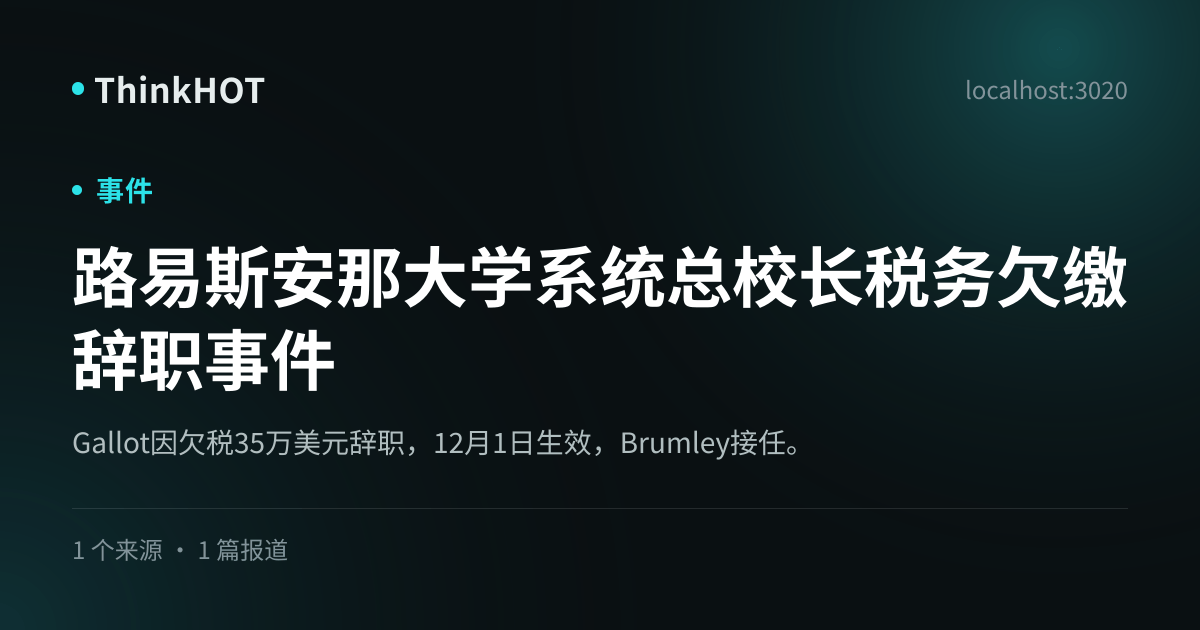 ThinkHOT
localhost:3020
事件
路易斯安那大学系统总校长税务欠缴
辞职事件
Gallot因欠税35万美元辞职，12月1日生效，Brumley接任。
1 个来源 · 1 篇报道